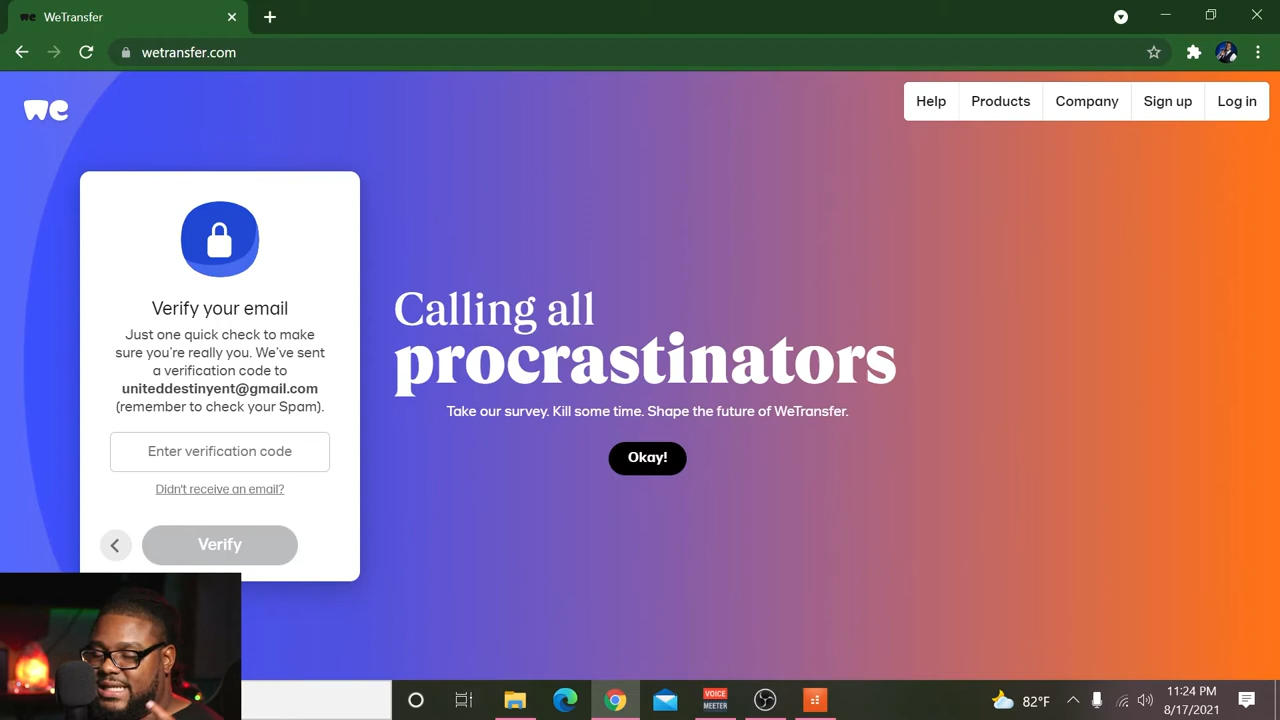 WeTransfer
wetransfer.com
we
Help
Products
Company
Sign up
Log in
Verify your email
Just one quick check to make
sure you're really you. We've sent
a verification code to
uniteddestinyent@gmail.com
(remember to check your Spam).
Enter verification code
Didn't receive an email?
Verify
Calling all
procrastinators
Take our survey. Kill some time. Shape the future of WeTransfer.
Okay!
VOICE
MEETER
82°F
11:24 PM
8/17/2021